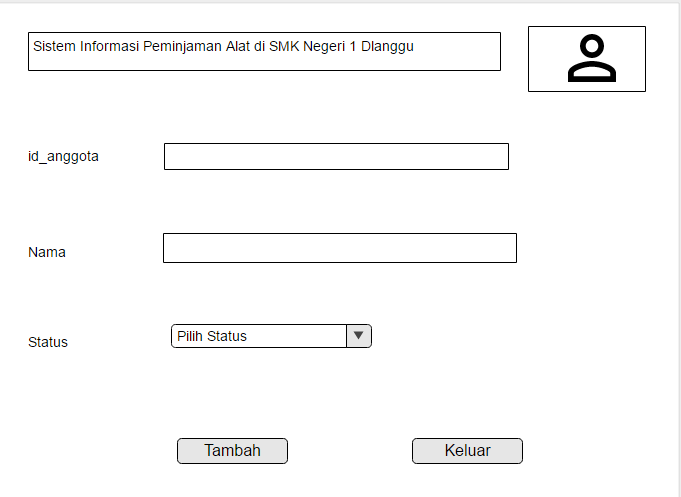 Sistem Informasi Peminjaman Alat di SMK Negeri 1 Dlanggu
id_anggota
Nama
Status
Pilih Status
Tambah
Keluar